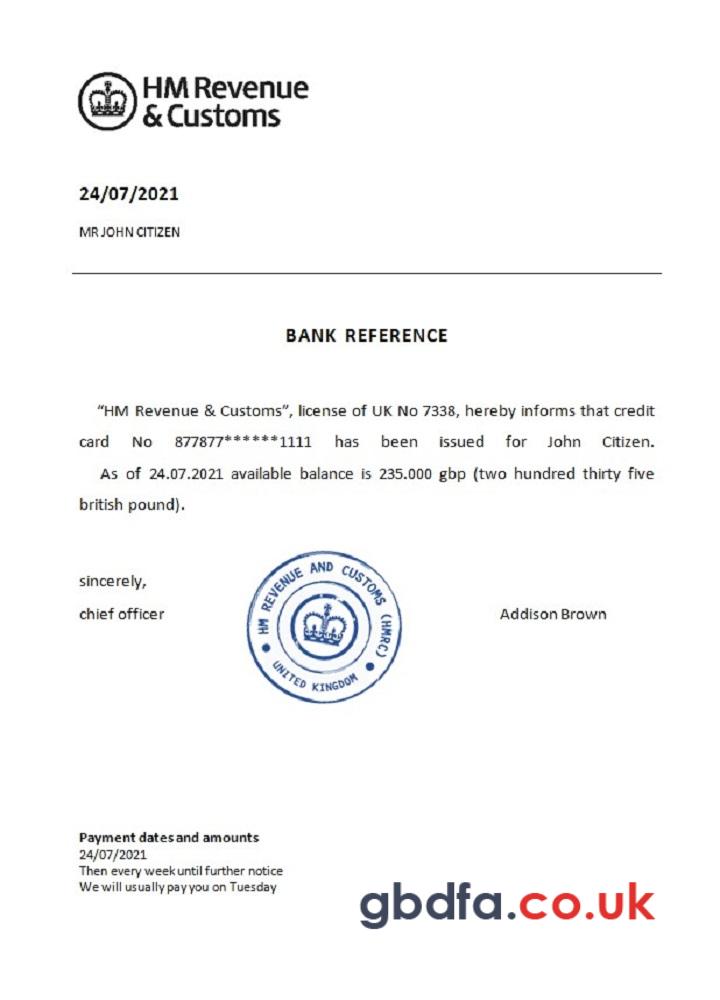 HM Revenue
& Customs
24/07/2021
MR JOHN CITIZEN
BANK REFERENCE
“HM Revenue & Customs”, license of UK No 7338, hereby informs that credit
card No 877877******1111 has been issued for John Citizen.
As of 24.07.2021 available balance is 235.000 gbp (two hundred thirty five
british pound).
sincerely,
chief officer
HM REVENUE AND CUSTOMS (HMRC)
UNITED KINGDOM
Addison Brown
Payment dates and amounts
24/07/2021
Then every week until further notice
We will usually pay you on Tuesday
gbdfa.co.uk